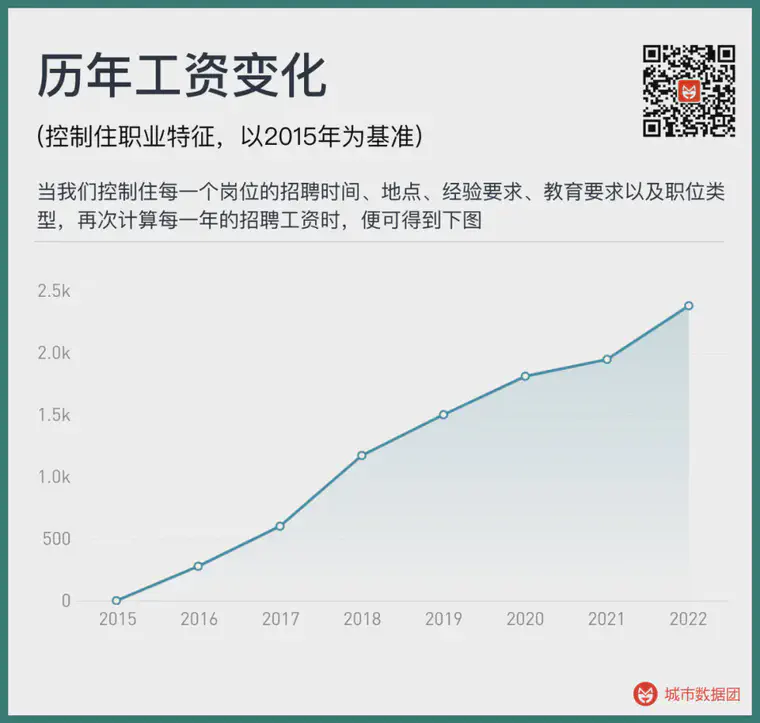 历年工资变化
(控制住职业特征，以2015年为基准)
当我们控制住每一个岗位的招聘时间、地点、经验要求、教育要求以及职位类
型，再次计算每一年的招聘工资时，便可得到下图
2.5k
2.0k
1.5k
1.0k
500
0
2015 2016 2017 2018 2019 2020 2021 2022
城市数据团